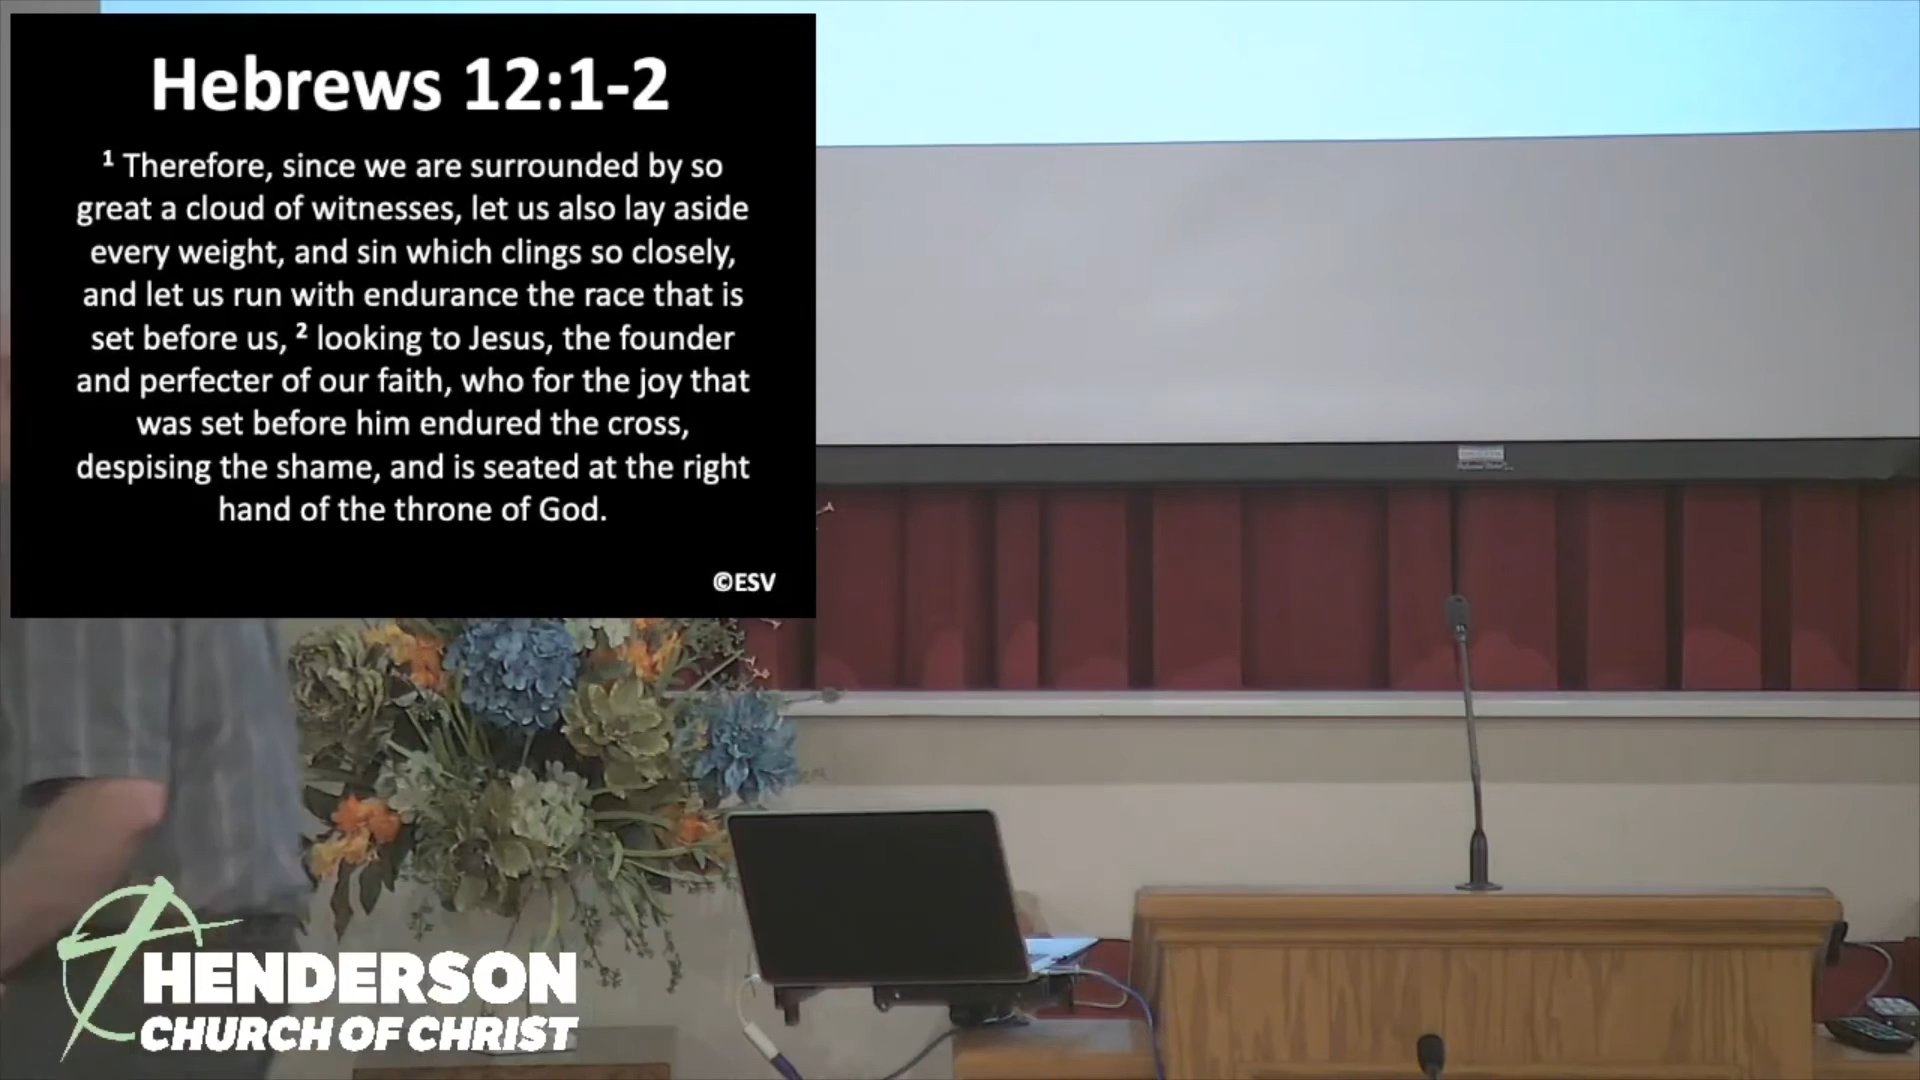 Hebrews 12:1-2
¹ Therefore, since we are surrounded by so
great a cloud of witnesses, let us also lay aside
every weight, and sin which clings so closely,
and let us run with endurance the race that is
set before us, ² looking to Jesus, the founder
and perfecter of our faith, who for the joy that
was set before him endured the cross,
despising the shame, and is seated at the right
hand of the throne of God.
©ESV
HENDERSON
CHURCH OF CHRIST